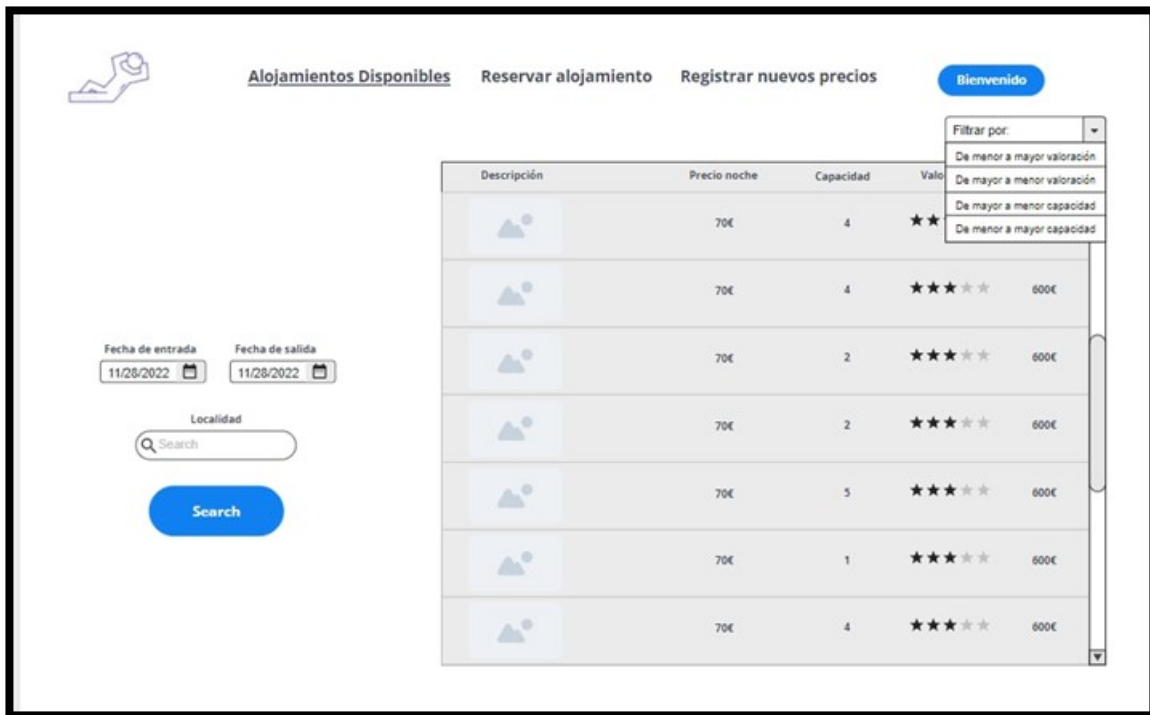 Alojamientos Disponibles Reservar alojamiento Registrar nuevos precios Bienvenido
Filtrar por:
De menor a mayor valoración
De mayor a menor valoración
De mayor a menor capacidad
De menor a mayor capacidad
Descripción Precio noche Capacidad Valo
70€ 4
70€ 4 600€
70€ 2 600€
70€ 2 600€
70€ 5 600€
70€ 1 600€
70€ 4 600€
Fecha de entrada Fecha de salida
11/28/2022 11/28/2022
Localidad
Search
Search